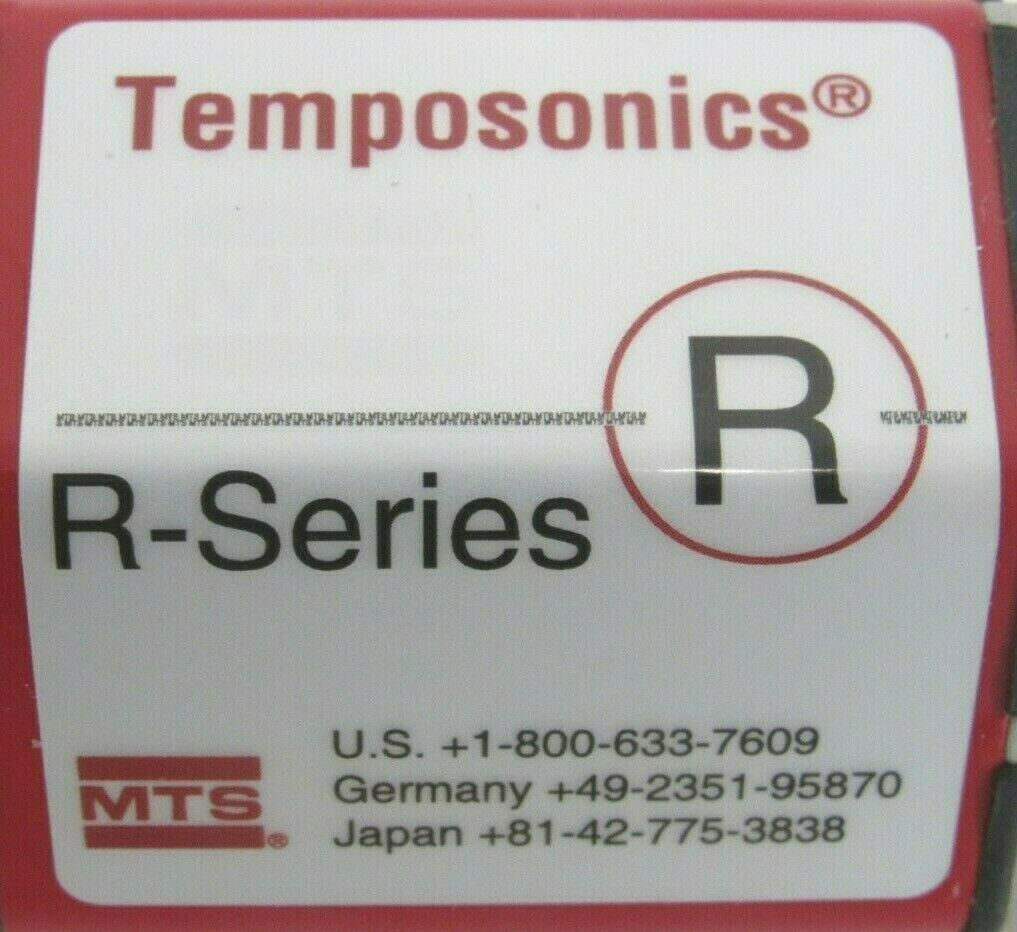 Temposonics®
R
R-Series
MTS®
U.S. +1-800-633-7609
Germany +49-2351-95870
Japan +81-42-775-3838